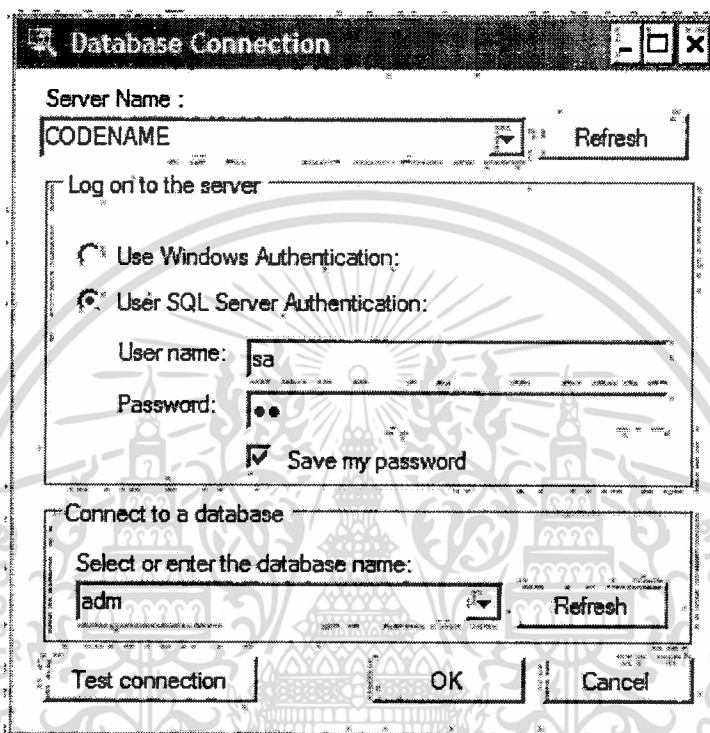 Database Connection
Server Name :
CODENAME
Refresh
Log on to the server
Use Windows Authentication:
User SQL Server Authentication:
User name: sa
Password: ●●
Save my password
Connect to a database
Select or enter the database name:
adm
Refresh
Test connection OK Cancel